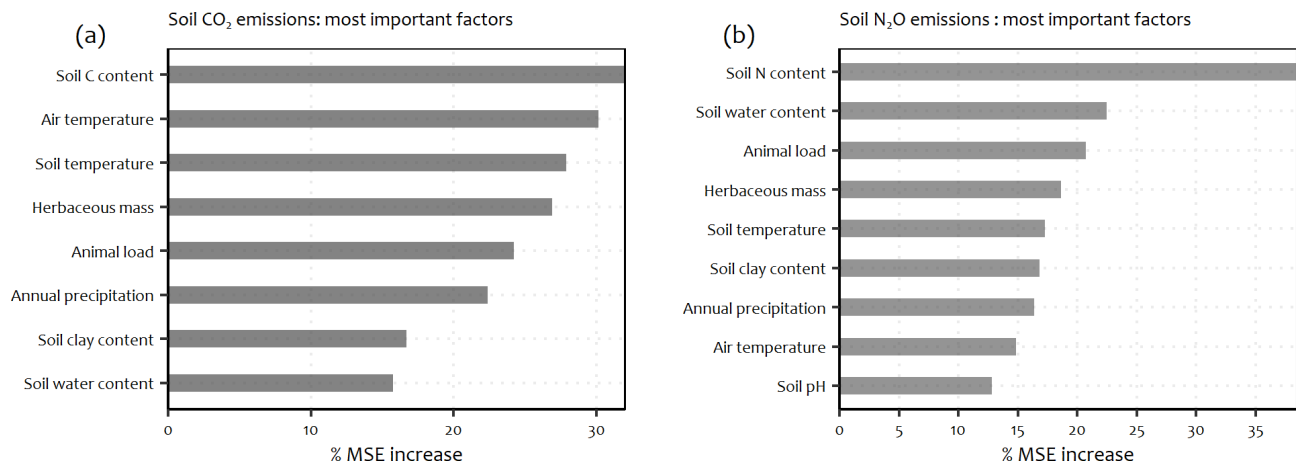 Soil CO₂ emissions: most important factors
(a)
Soil C content
Air temperature
Soil temperature
Herbaceous mass
Animal load
Annual precipitation
Soil clay content
Soil water content
0 10 20 30
% MSE increase
Soil N₂O emissions : most important factors
(b)
Soil N content
Soil water content
Animal load
Herbaceous mass
Soil temperature
Soil clay content
Annual precipitation
Air temperature
Soil pH
0 5 10 15 20 25 30 35
% MSE increase